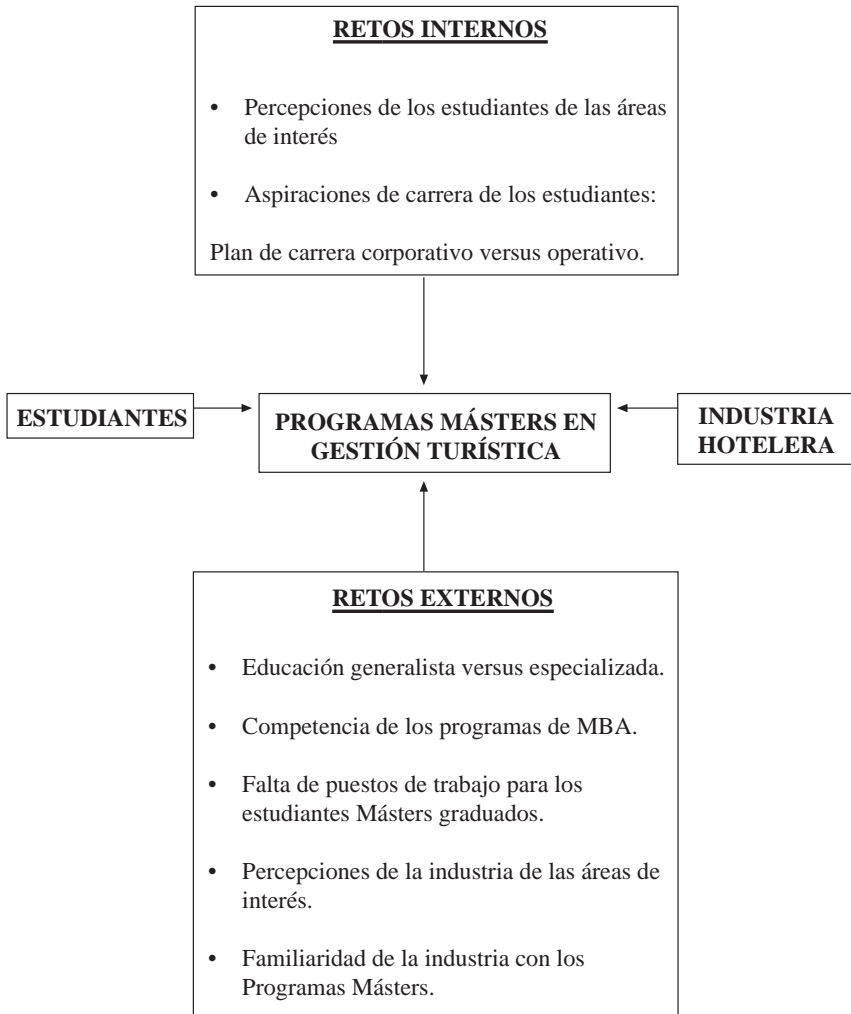 RETOS INTERNOS
• Percepciones de los estudiantes de las áreas
de interés
• Aspiraciones de carrera de los estudiantes:
Plan de carrera corporativo versus operativo.
ESTUDIANTES
PROGRAMAS MÁSTERS EN
GESTIÓN TURÍSTICA
INDUSTRIA
HOTELERA
RETOS EXTERNOS
• Educación generalista versus especializada.
• Competencia de los programas de MBA.
• Falta de puestos de trabajo para los
estudiantes Másters graduados.
• Percepciones de la industria de las áreas de
interés.
• Familiaridad de la industria con los
Programas Másters.